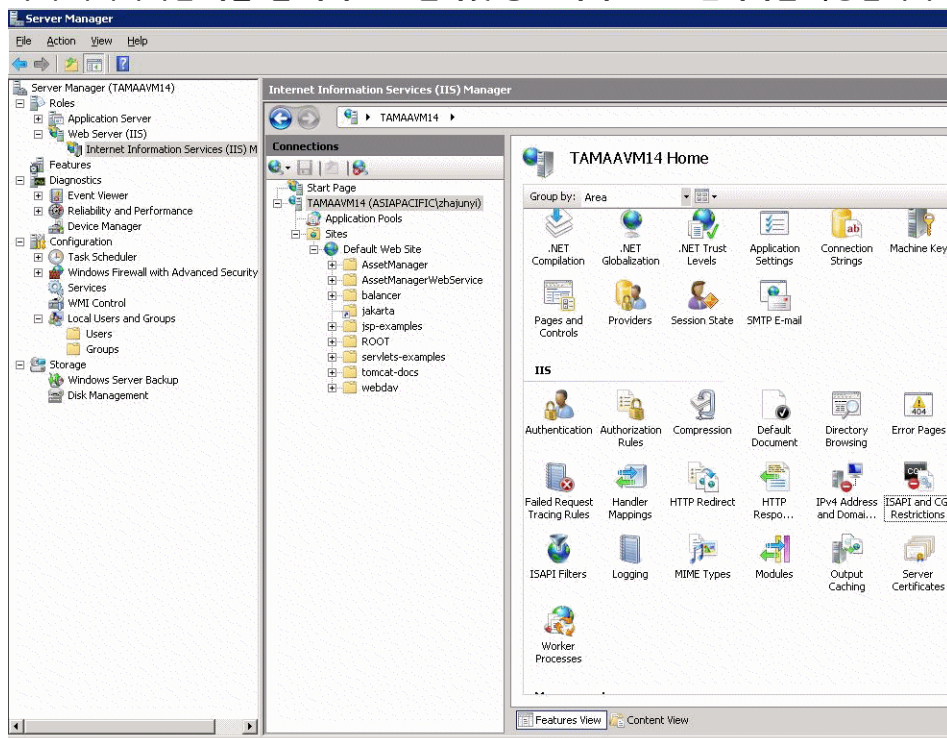 Server Manager
File Action View Help
Server Manager (TAMAAVM14)
Roles
Application Server
Web Server (IIS)
Internet Information Services (IIS) M
Features
Diagnostics
Event Viewer
Reliability and Performance
Device Manager
Configuration
Task Scheduler
Windows Firewall with Advanced Security
Services
WMI Control
Local Users and Groups
Users
Groups
Storage
Windows Server Backup
Disk Management
Internet Information Services (IIS) Manager
TAMAAVM14
Connections
Start Page
TAMAAVM14 (ASIAPACIFIC\zhajunyi)
Application Pools
Sites
Default Web Site
AssetManager
AssetManagerWebService
balancer
jakarta
jsp-examples
ROOT
servlets-examples
tomcat-docs
webdav
TAMAAVM14 Home
Group by: Area
.NET Compilation
.NET Globalization
.NET Trust Levels
Application Settings
Connection Strings
Machine Key
Pages and Controls
Providers
Session State
SMTP E-mail
IIS
Authentication
Authorization Rules
Compression
Default Document
Directory Browsing
Error Pages
Failed Request Tracing Rules
Handler Mappings
HTTP Redirect
HTTP Respo...
IPv4 Address and Domai...
ISAPI and CG Restrictions
ISAPI Filters
Logging
MIME Types
Modules
Output Caching
Server Certificates
Worker Processes
Features View
Content View